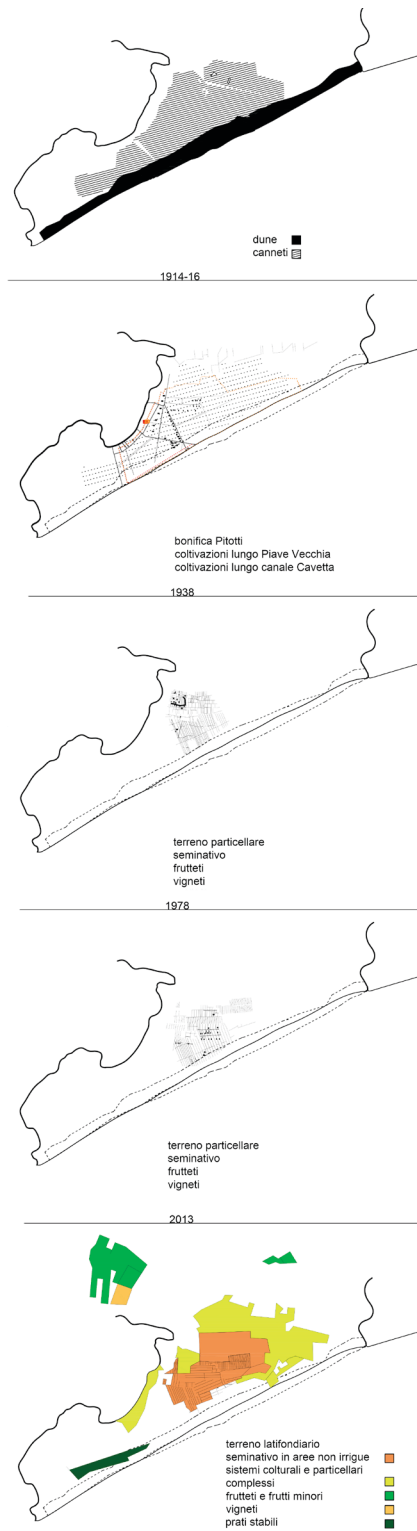 dune
canneti
1914-16
bonifica Pitotti
coltivazioni lungo Piave Vecchia
coltivazioni lungo canale Cavetta
1938
terreno particellare
seminativo
frutteti
vigneti
1978
terreno particellare
seminativo
frutteti
vigneti
2013
terreno latifondiario
seminativo in aree non irrigue
sistemi colturali e particellari
complessi
frutteti e frutti minori
vigneti
prati stabili